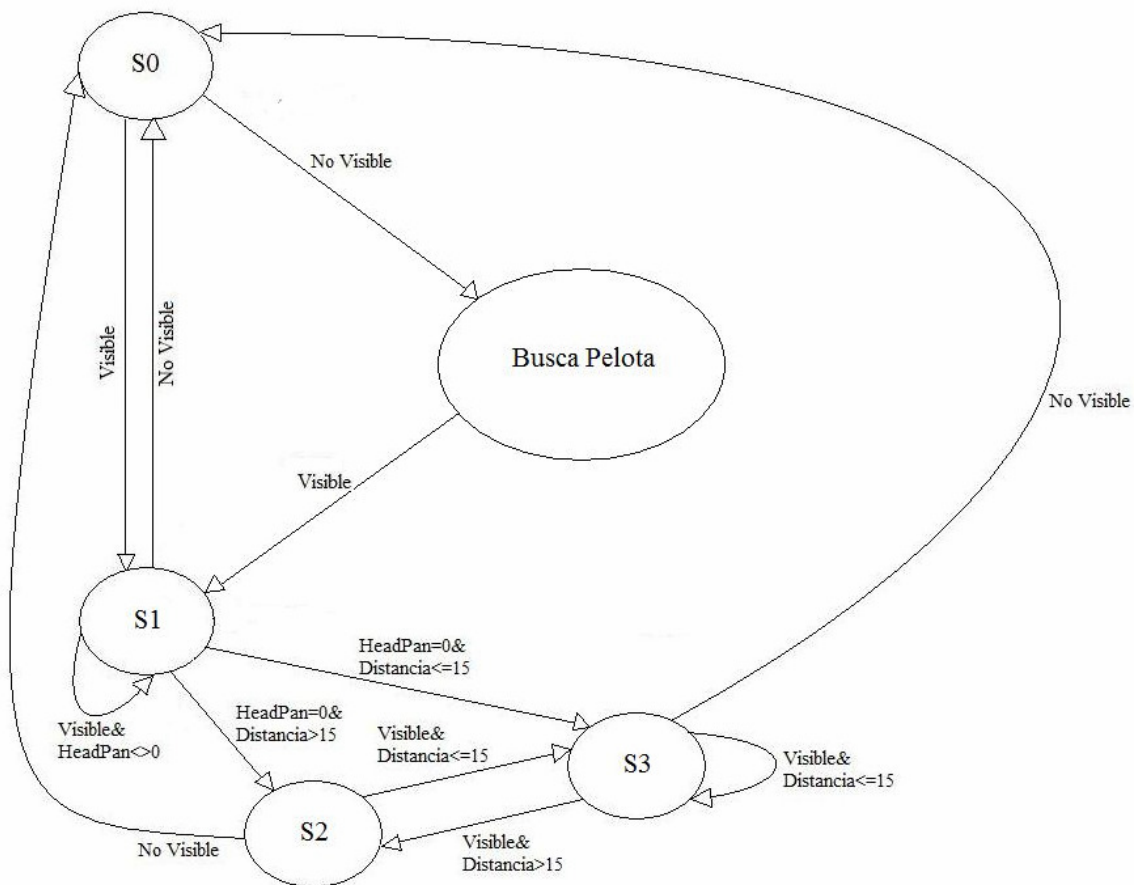 S0
No Visible
Visible
No Visible
Busca Pelota
No Visible
Visible
S1
HeadPan=0&
Distancia<=15
Visible&
HeadPan<>0
HeadPan=0&
Distancia>15
Visible&
Distancia<=15
S3
Visible&
Distancia<=15
S2
No Visible
Visible&
Distancia>15